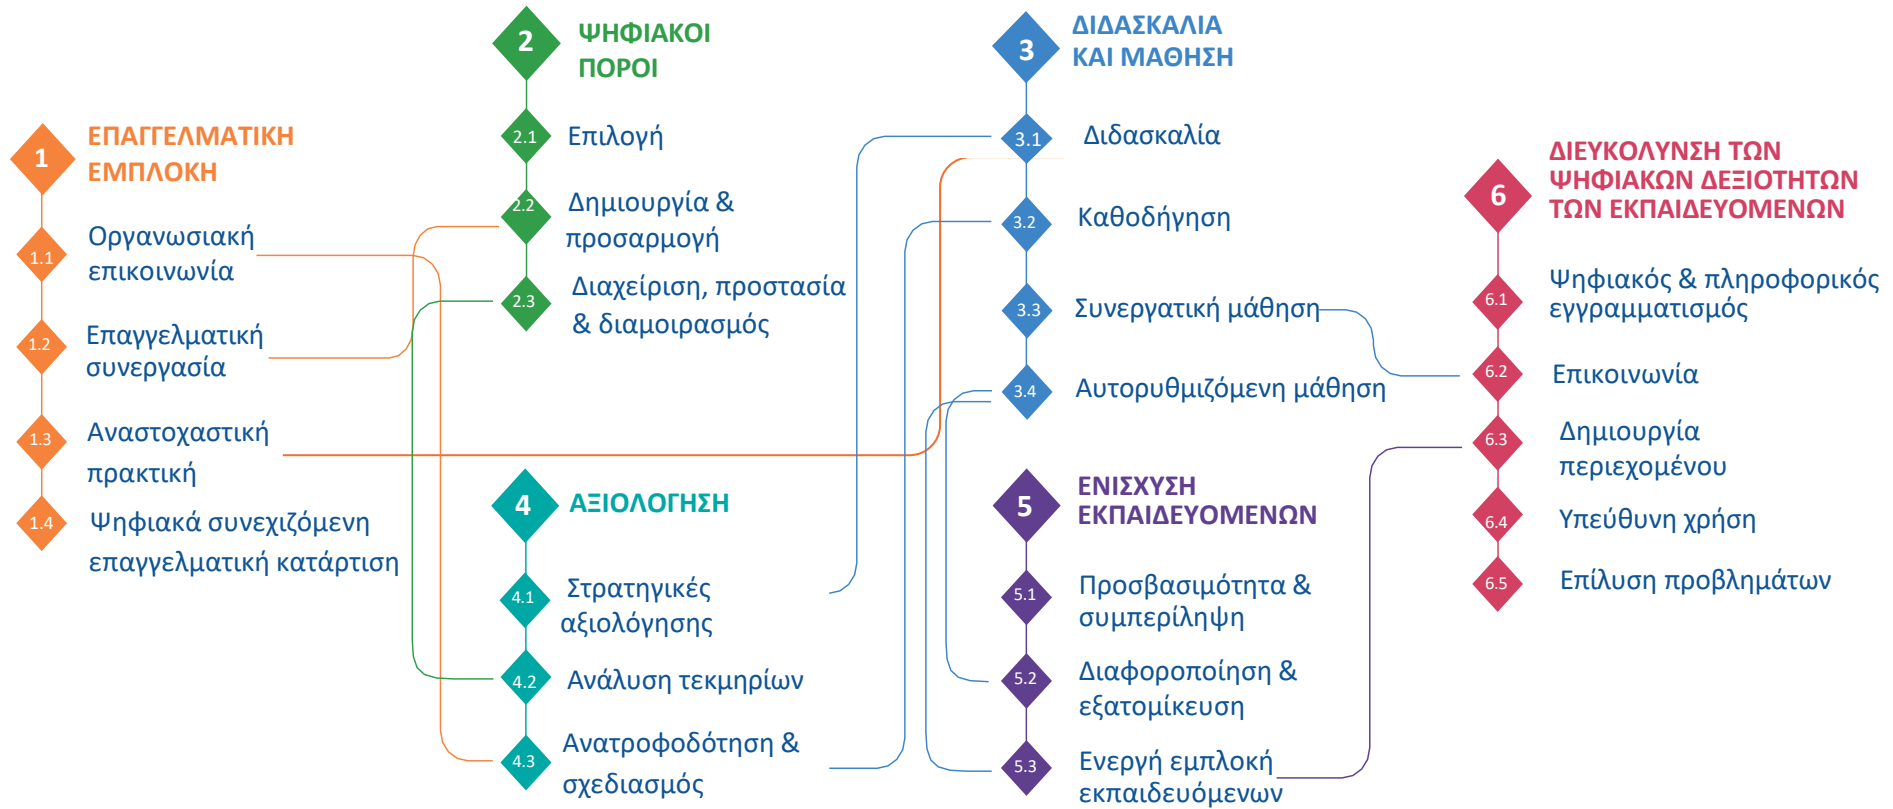 1
ΕΠΑΓΓΕΛΜΑΤΙΚΗ
ΕΜΠΛΟΚΗ
1.1
Οργανωσιακή
επικοινωνία
1.2
Επαγγελματική
συνεργασία
1.3
Αναστοχαστική
πρακτική
1.4
Ψηφιακά συνεχιζόμενη
επαγγελματική κατάρτιση
2
ΨΗΦΙΑΚΟΙ
ΠΟΡΟΙ
2.1
Επιλογή
2.2
Δημιουργία &
προσαρμογή
2.3
Διαχείριση, προστασία
& διαμοιρασμός
3
ΔΙΔΑΣΚΑΛΙΑ
ΚΑΙ ΜΑΘΗΣΗ
3.1
Διδασκαλία
3.2
Καθοδήγηση
3.3
Συνεργατική μάθηση
3.4
Αυτορυθμιζόμενη μάθηση
4
ΑΞΙΟΛΟΓΗΣΗ
4.1
Στρατηγικές
αξιολόγησης
4.2
Ανάλυση τεκμηρίων
4.3
Ανατροφοδότηση &
σχεδιασμός
5
ΕΝΙΣΧΥΣΗ
ΕΚΠΑΙΔΕΥΟΜΕΝΩΝ
5.1
Προσβασιμότητα &
συμπερίληψη
5.2
Διαφοροποίηση &
εξατομίκευση
5.3
Ενεργή εμπλοκή
εκπαιδευόμενων
6
ΔΙΕΥΚΟΛΥΝΣΗ ΤΩΝ
ΨΗΦΙΑΚΩΝ ΔΕΞΙΟΤΗΤΩΝ
ΤΩΝ ΕΚΠΑΙΔΕΥΟΜΕΝΩΝ
6.1
Ψηφιακός & πληροφορικός
εγγραμματισμός
6.2
Επικοινωνία
6.3
Δημιουργία
περιεχομένου
6.4
Υπεύθυνη χρήση
6.5
Επίλυση προβλημάτων